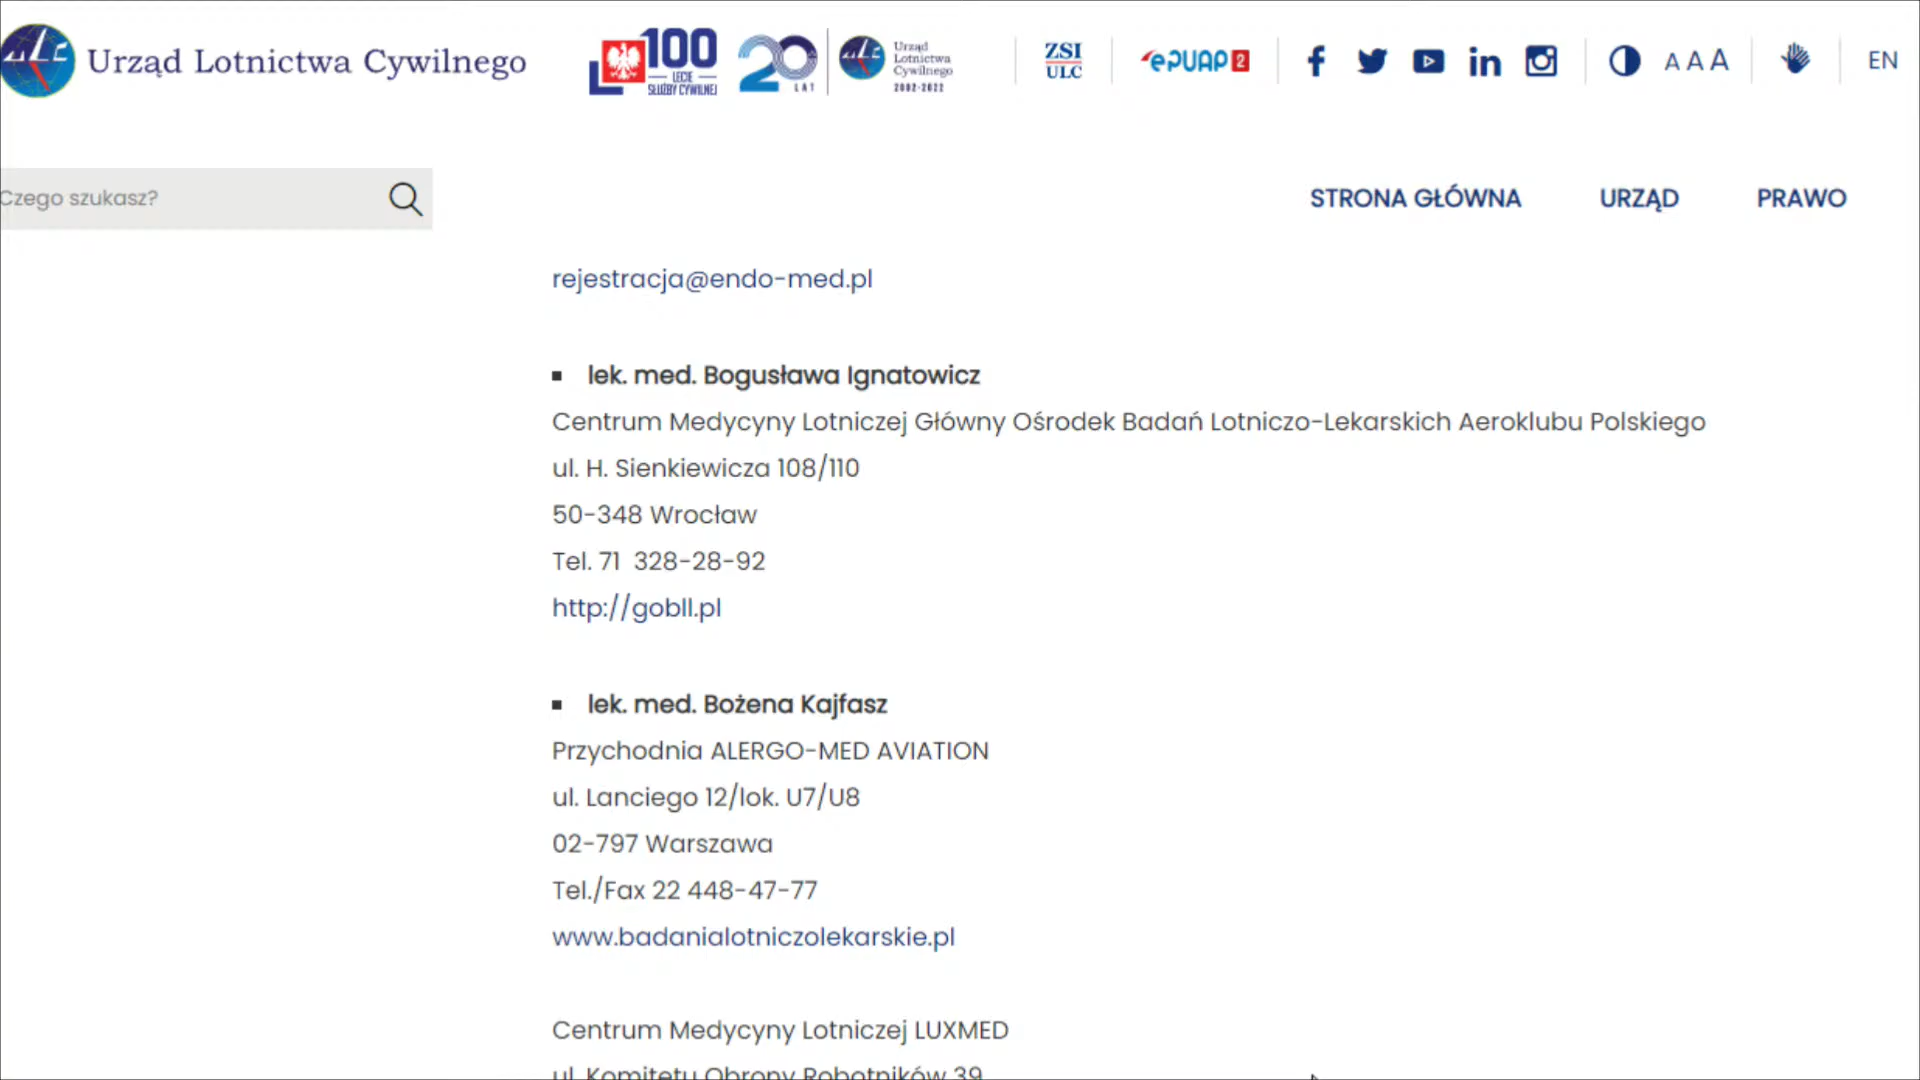 Urząd Lotnictwa Cywilnego
100
LECIE
SŁUŻBY CYWILNEJ
20
LAT
Urząd
Lotnictwa
Cywilnego
2002-2022
ZSI
ULC
ePUAP 2
A A A
EN
Czego szukasz?
STRONA GŁÓWNA
URZĄD
PRAWO
rejestracja@endo-med.pl
▪ lek. med. Bogusława Ignatowicz
Centrum Medycyny Lotniczej Główny Ośrodek Badań Lotniczo-Lekarskich Aeroklubu Polskiego
ul. H. Sienkiewicza 108/110
50-348 Wrocław
Tel. 71  328-28-92
http://gobll.pl
▪ lek. med. Bożena Kajfasz
Przychodnia ALERGO-MED AVIATION
ul. Lanciego 12/lok. U7/U8
02-797 Warszawa
Tel./Fax 22 448-47-77
www.badanialotniczolekarskie.pl
Centrum Medycyny Lotniczej LUXMED
ul. Komitetu Obrony Robotników 39